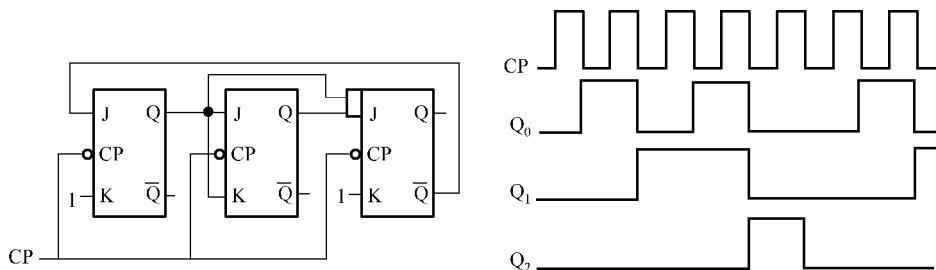 J Q J Q J Q
CP CP CP
1 K Q̅ K Q̅ 1 K Q̅
CP
CP
Q₀
Q₁
Q₂